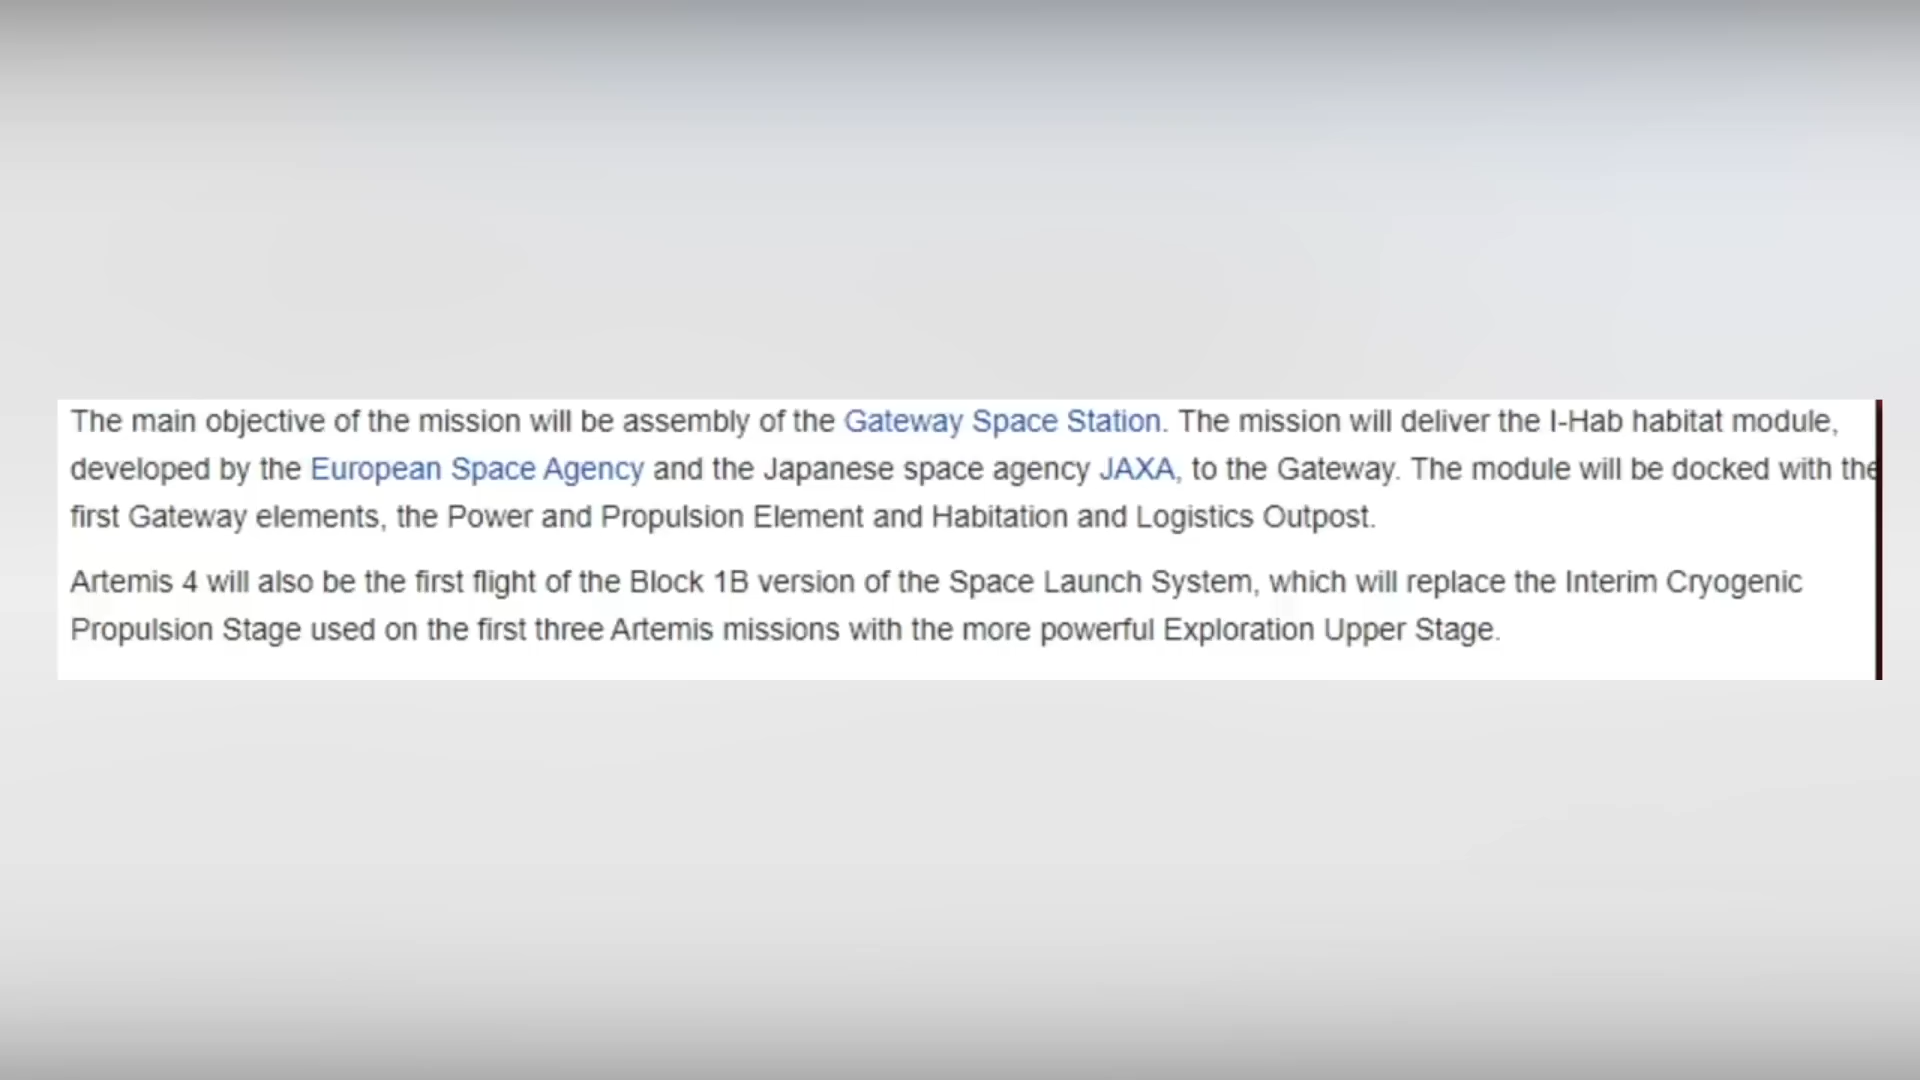 The main objective of the mission will be assembly of the Gateway Space Station. The mission will deliver the I-Hab habitat module,
developed by the European Space Agency and the Japanese space agency JAXA, to the Gateway. The module will be docked with the
first Gateway elements, the Power and Propulsion Element and Habitation and Logistics Outpost.
Artemis 4 will also be the first flight of the Block 1B version of the Space Launch System, which will replace the Interim Cryogenic
Propulsion Stage used on the first three Artemis missions with the more powerful Exploration Upper Stage.